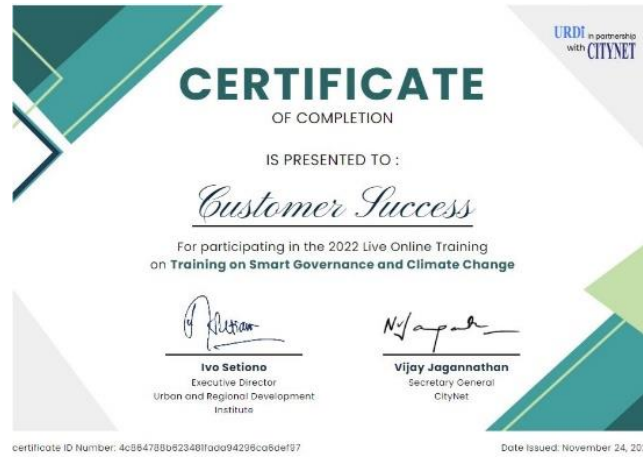 URDI in partnership
with CITYNET
CERTIFICATE
OF COMPLETION
IS PRESENTED TO :
Customer Success
For participating in the 2022 Live Online Training
on Training on Smart Governance and Climate Change
Ivo Setiono
Vijay Jagannathan
Executive Director
Secretary General
Urban and Regional Development
CityNet
Institute
certificate ID Number:
Date Issued: November 24, 202